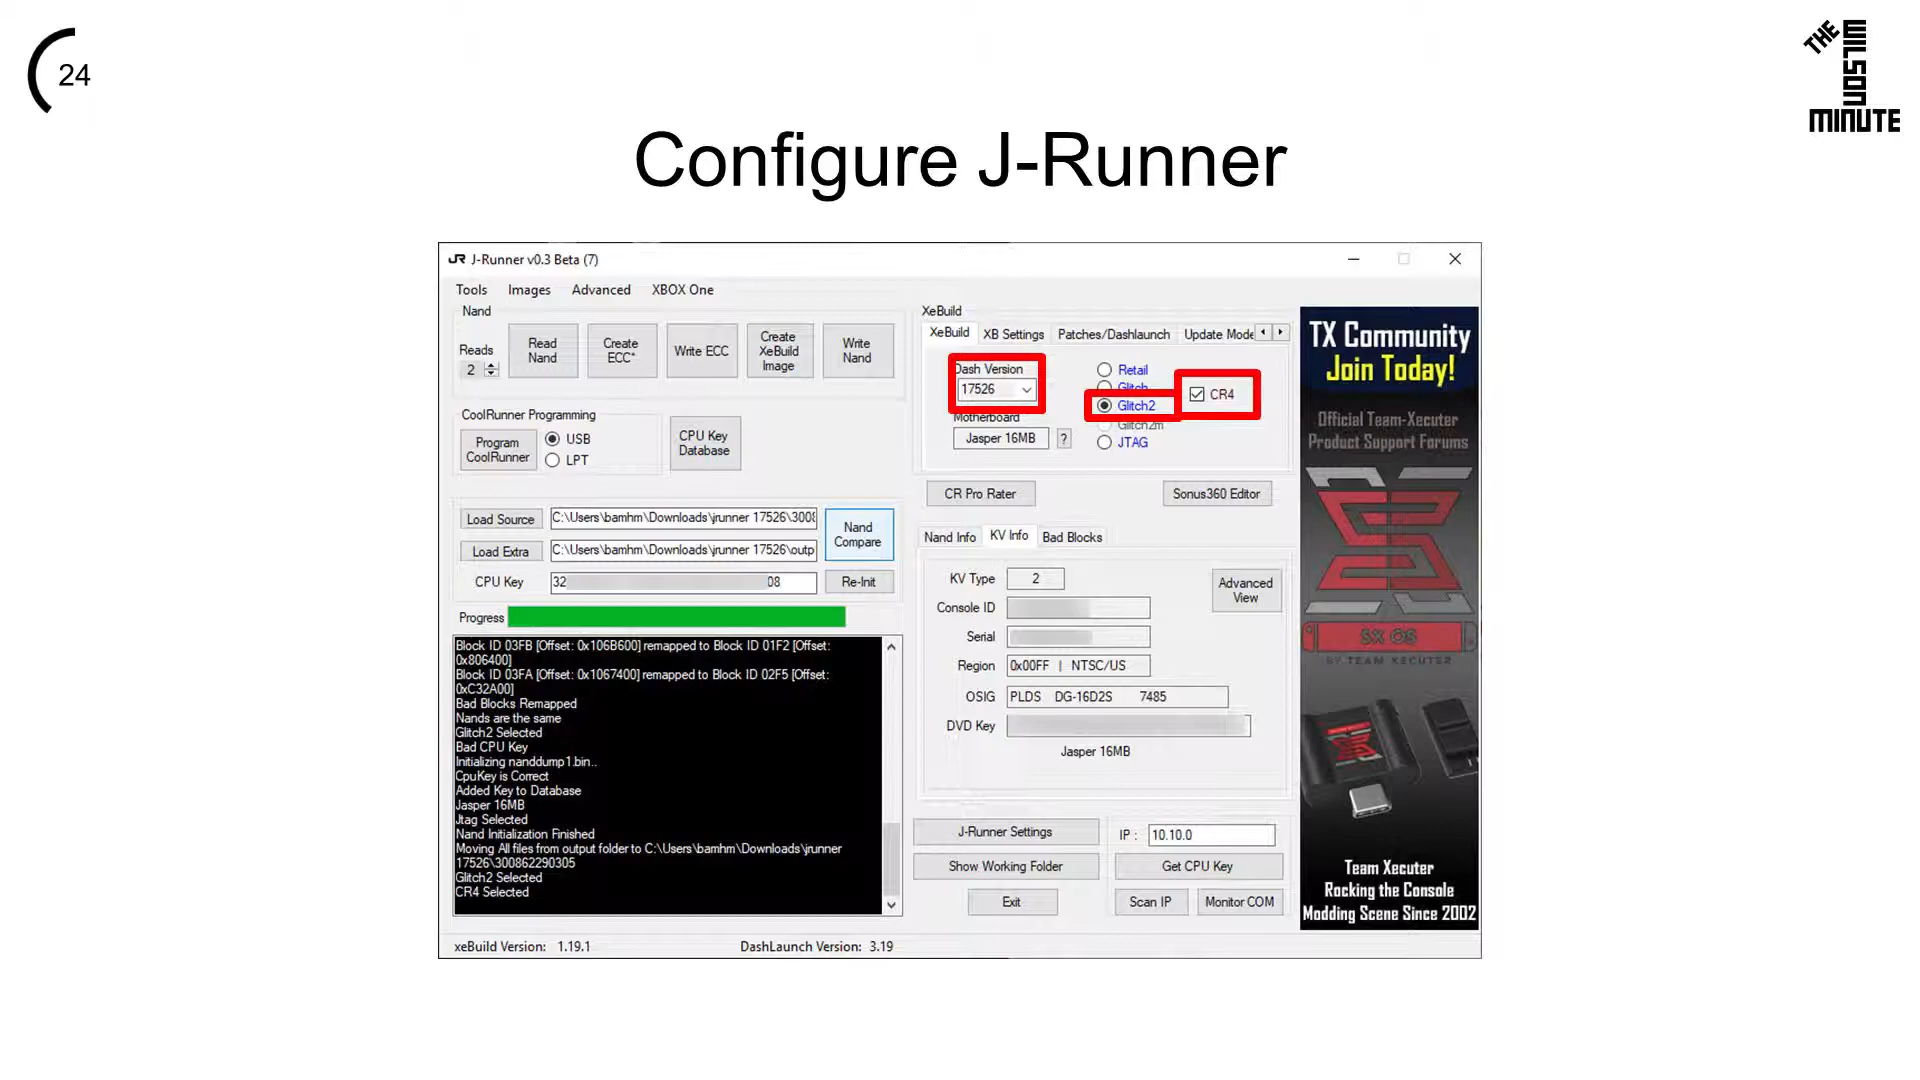 24
THE WILSON MINUTE
Configure J-Runner
JR J-Runner v0.3 Beta (7)
Tools Images Advanced XBOX One
Nand
Reads
2
Read Nand
Create ECC*
Write ECC
Create XeBuild Image
Write Nand
CoolRunner Programming
Program CoolRunner
USB
LPT
CPU Key Database
Load Source C:\Users\bamhm\Downloads\jrunner 17526\300
Load Extra C:\Users\bamhm\Downloads\jrunner 17526\outp
Nand Compare
CPU Key 32 08 Re-Init
Progress
Block ID 03FB [Offset: 0x106B600] remapped to Block ID 01F2 [Offset:
0x806400]
Block ID 03FA [Offset: 0x1067400] remapped to Block ID 02F5 [Offset:
0xC32A00]
Bad Blocks Remapped
Nands are the same
Glitch2 Selected
Bad CPU Key
Initializing nanddump1.bin..
CpuKey is Correct
Added Key to Database
Jasper 16MB
Jtag Selected
Nand Initialization Finished
Moving All files from output folder to C:\Users\bamhm\Downloads\jrunner
17526\300862290305
Glitch2 Selected
CR4 Selected
xeBuild Version: 1.19.1 DashLaunch Version: 3.19
XeBuild
XeBuild XB Settings Patches/Dashlaunch Update Mode
Dash Version
17526
Motherboard
Jasper 16MB ?
Retail
Glitch
Glitch2
Glitch2m
JTAG
CR4
CR Pro Rater Sonus360 Editor
Nand Info KV Info Bad Blocks
KV Type 2
Advanced View
Console ID
Serial
Region 0x00FF | NTSC/US
OSIG PLDS DG-16D2S 7485
DVD Key
Jasper 16MB
J-Runner Settings
Show Working Folder
Exit
IP : 10.10.0
Get CPU Key
Scan IP Monitor COM
TX Community
Join Today!
Official Team-Xecuter
Product Support Forums
SX OS
BY TEAM XECUTER
Team Xecuter
Rocking the Console
Modding Scene Since 2002